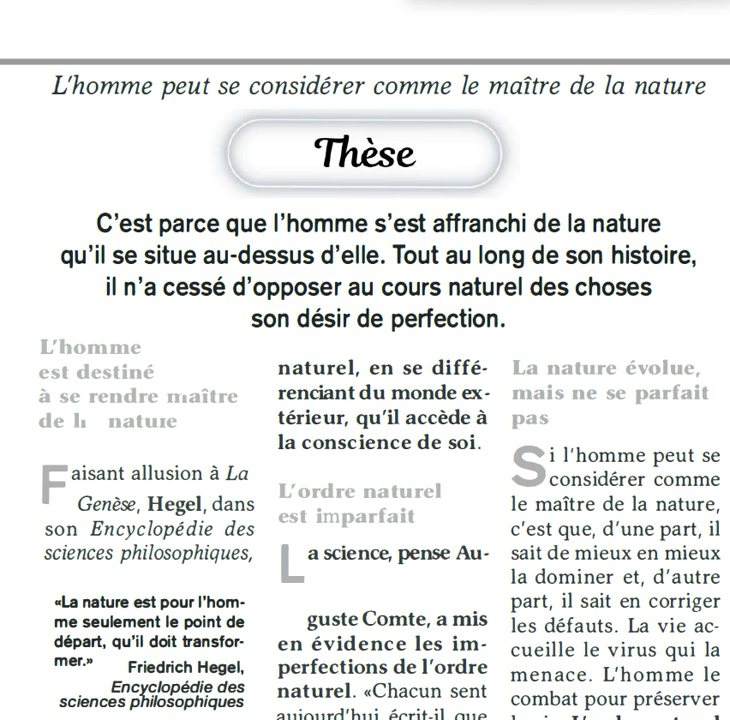 L'homme peut se considérer comme le maître de la nature
Thèse
C'est parce que l'homme s'est affranchi de la nature
qu'il se situe au-dessus d'elle. Tout au long de son histoire,
il n'a cessé d'opposer au cours naturel des choses
son désir de perfection.
L'homme
est destiné
à se rendre maître
de l nature
Faisant allusion à La
Genèse, Hegel, dans
son Encyclopédie des
sciences philosophiques,
«La nature est pour l'hom-
me seulement le point de
départ, qu'il doit transfor-
mer.»
Friedrich Hegel,
Encyclopédie des
sciences philosophiques
naturel, en se diffé-
renciant du monde ex-
térieur, qu'il accède à
la conscience de soi.
L'ordre naturel
est imparfait
La science, pense Au-
guste Comte, a mis
en évidence les im-
perfections de l'ordre
naturel. «Chacun sent
aujourd'hui, écrit-il, que
La nature évolue,
mais ne se parfait
pas
Si l'homme peut se
considérer comme
le maître de la nature,
c'est que, d'une part, il
sait de mieux en mieux
la dominer et, d'autre
part, il sait en corriger
les défauts. La vie ac-
cueille le virus qui la
menace. L'homme le
combat pour préserver